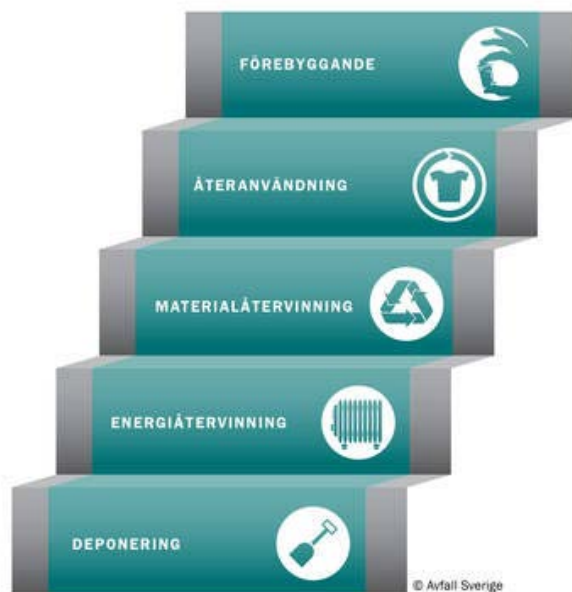 FÖREBYGGANDE
ÅTERANVÄNDNING
MATERIALÅTERVINNING
ENERGIÅTERVINNING
DEPONERING
© Avfall Sverige